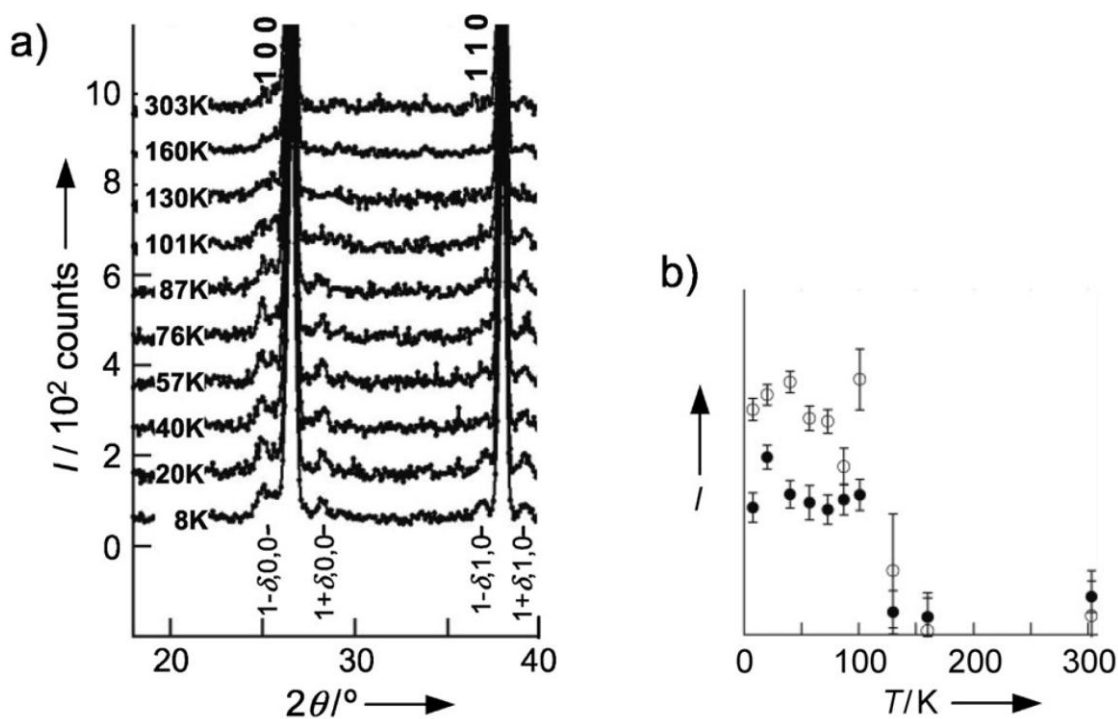 a)
1 0 0
1 1 0
10
8
6
4
2
0
I / 10² counts
303K
160K
130K
101K
87K
76K
57K
40K
20K
8K
1-δ,0,0-
1+δ,0,0-
1-δ,1,0-
1+δ,1,0-
20
30
40
2θ/º
b)
I
0
100
200
300
T/K